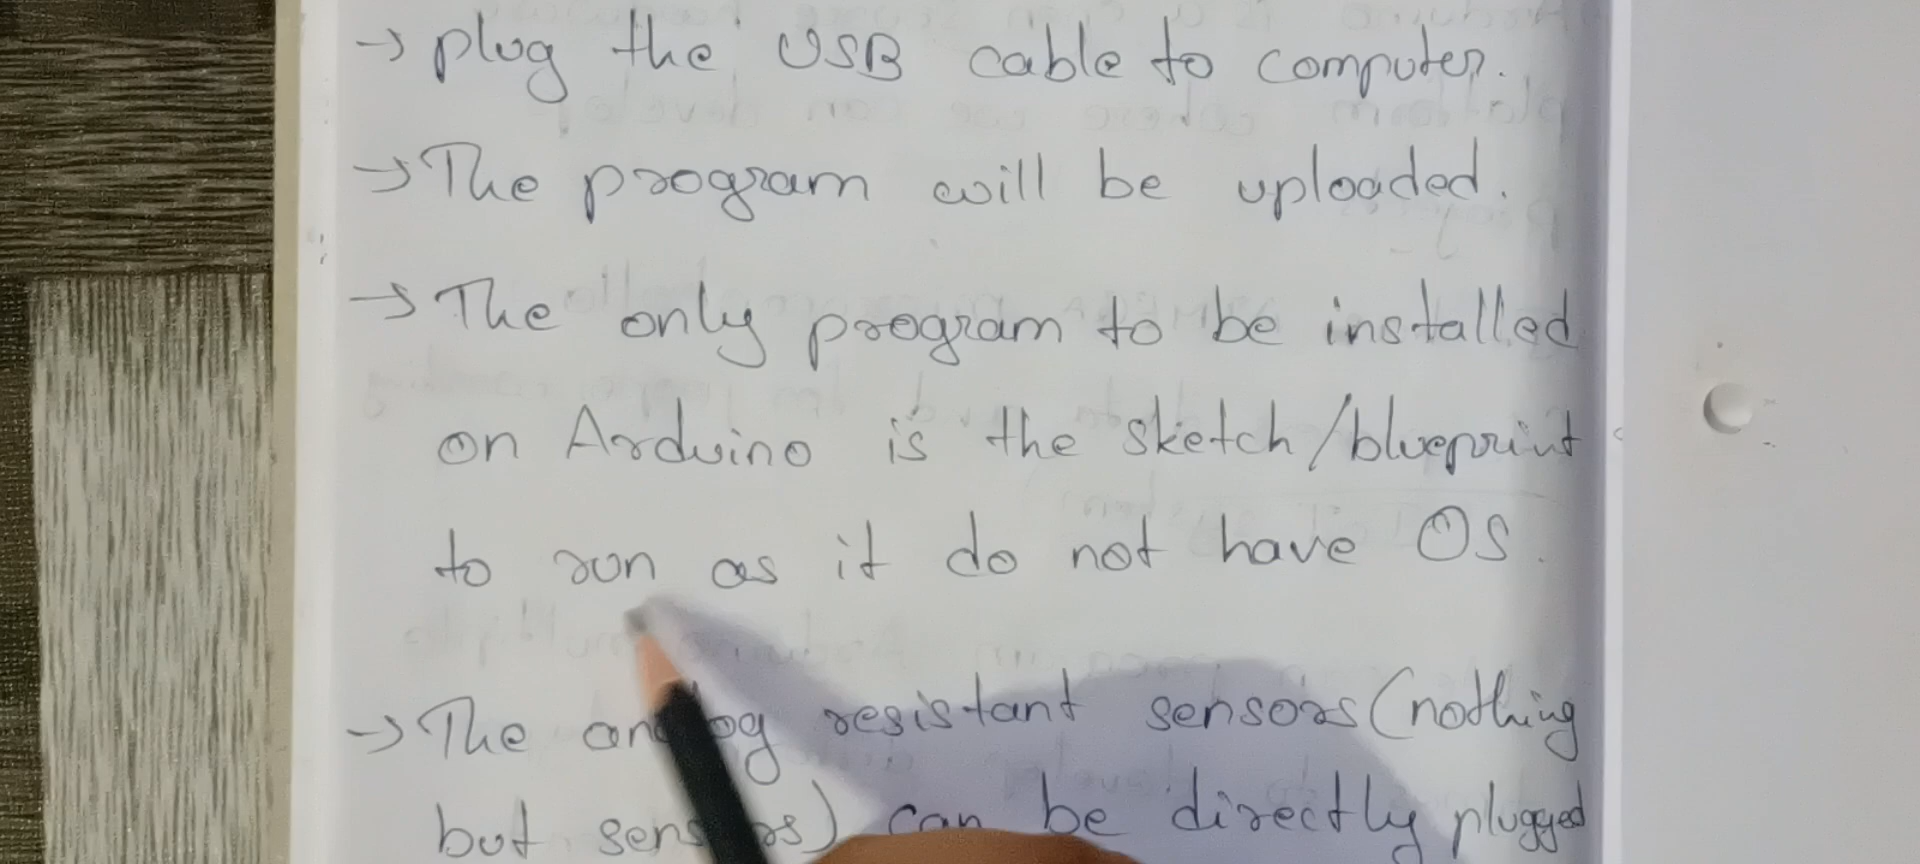 → plug the USB cable to computer.
→ The program will be uploaded.
→ The only program to be installed
on Arduino is the sketch/blueprint
to run as it do not have OS.
→ The analog resistant sensors (nothing
but sensors) can be directly plugged